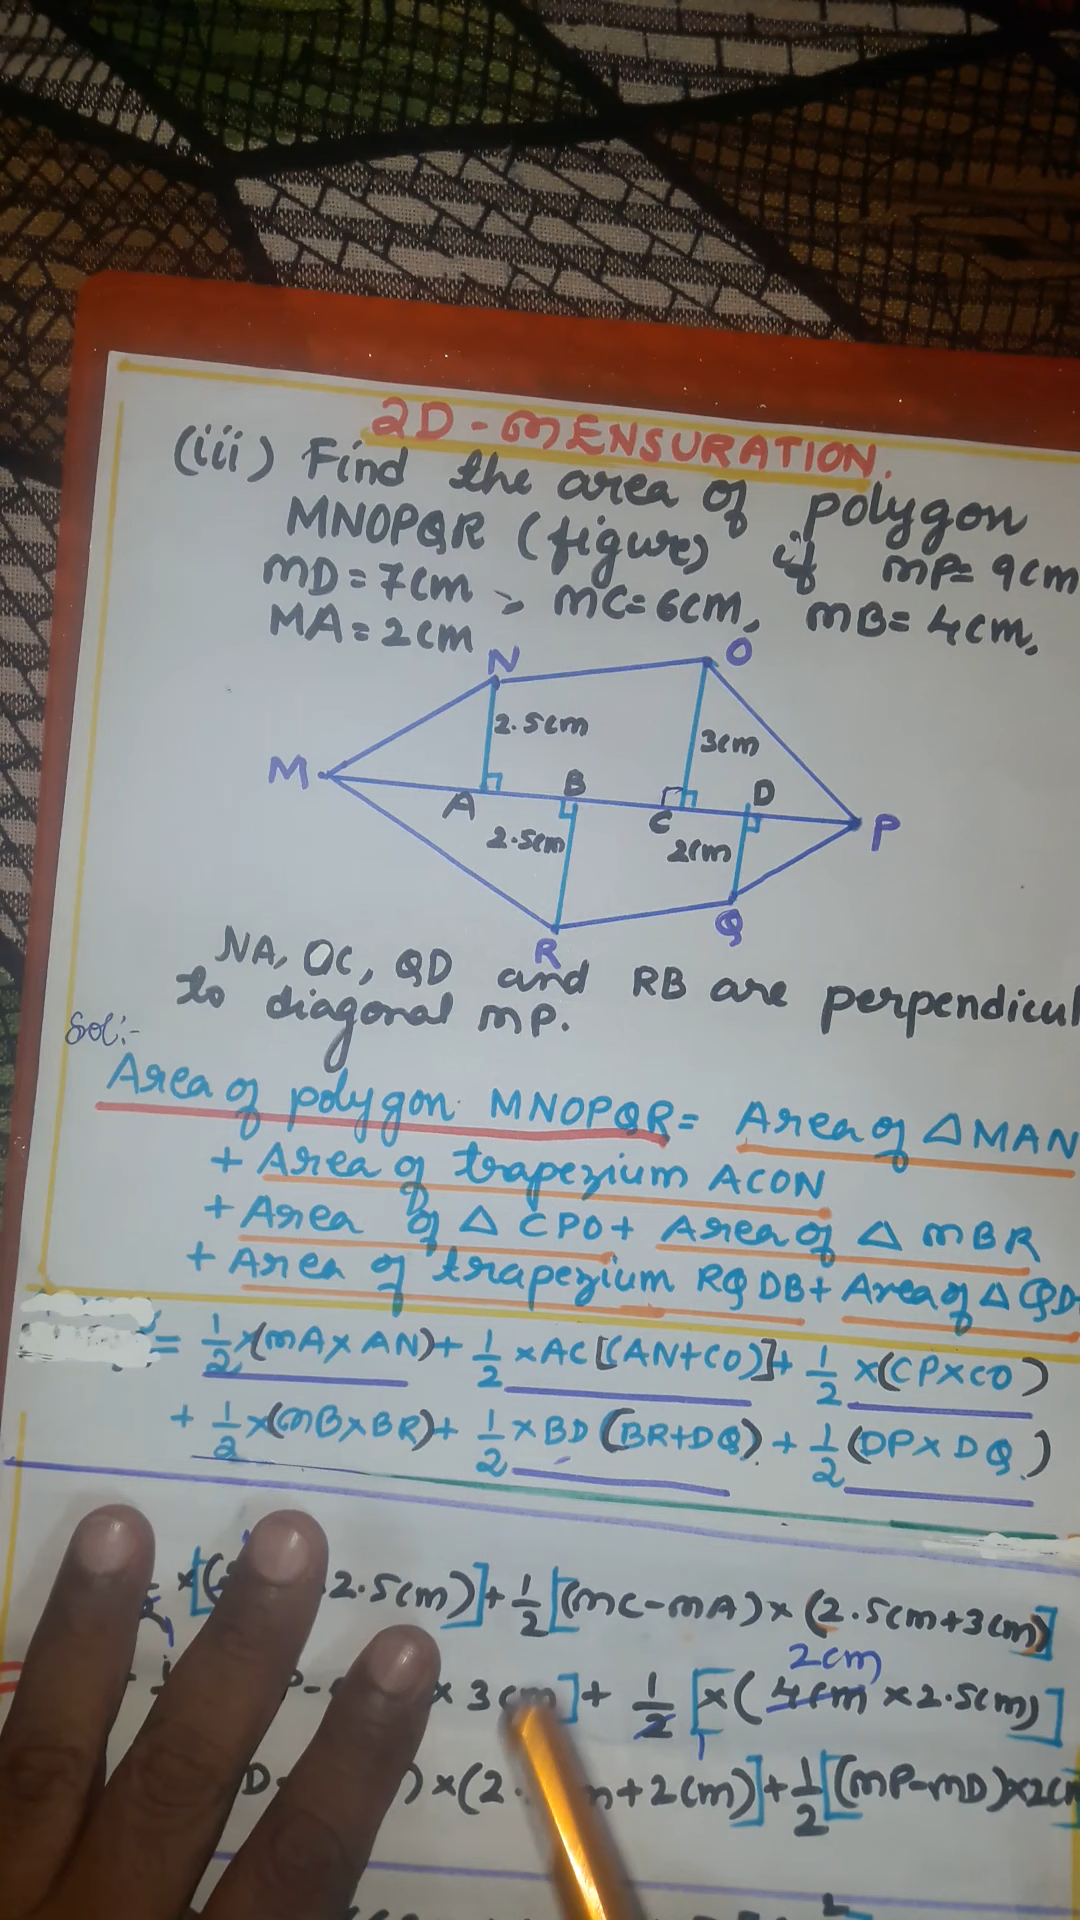 2D-MENSURATION.
(iii) Find the area of polygon
MNOPQR (figure) if MP= 9cm
MD=7cm, MC=6cm, MB=4cm,
MA=2cm
N O
2.5cm 3cm
M A B C D P
2.5cm 2cm
R Q
NA, OC, QD and RB are perpendicul
to diagonal MP.
Sol:-
Area of polygon MNOPQR= Area of △MAN
+ Area of trapezium ACON
+ Area of △ CPO+ Area of △ MBR
+ Area of trapezium RQDB+ Area of △ QD
= 1/2 ×(MA×AN)+ 1/2 ×AC[(AN+CO)]+ 1/2 ×(CP×CO)
+ 1/2 ×(MB×BR)+ 1/2 ×BD(BR+DQ)+ 1/2 (DP×DQ)
2.5cm)]+1/2[(MC-MA)×(2.5cm+3cm)]
2cm
× 3cm]+ 1/2 [×(4cm×2.5cm)]
)×(2. +2cm)]+1/2[(MP-MD)×2c